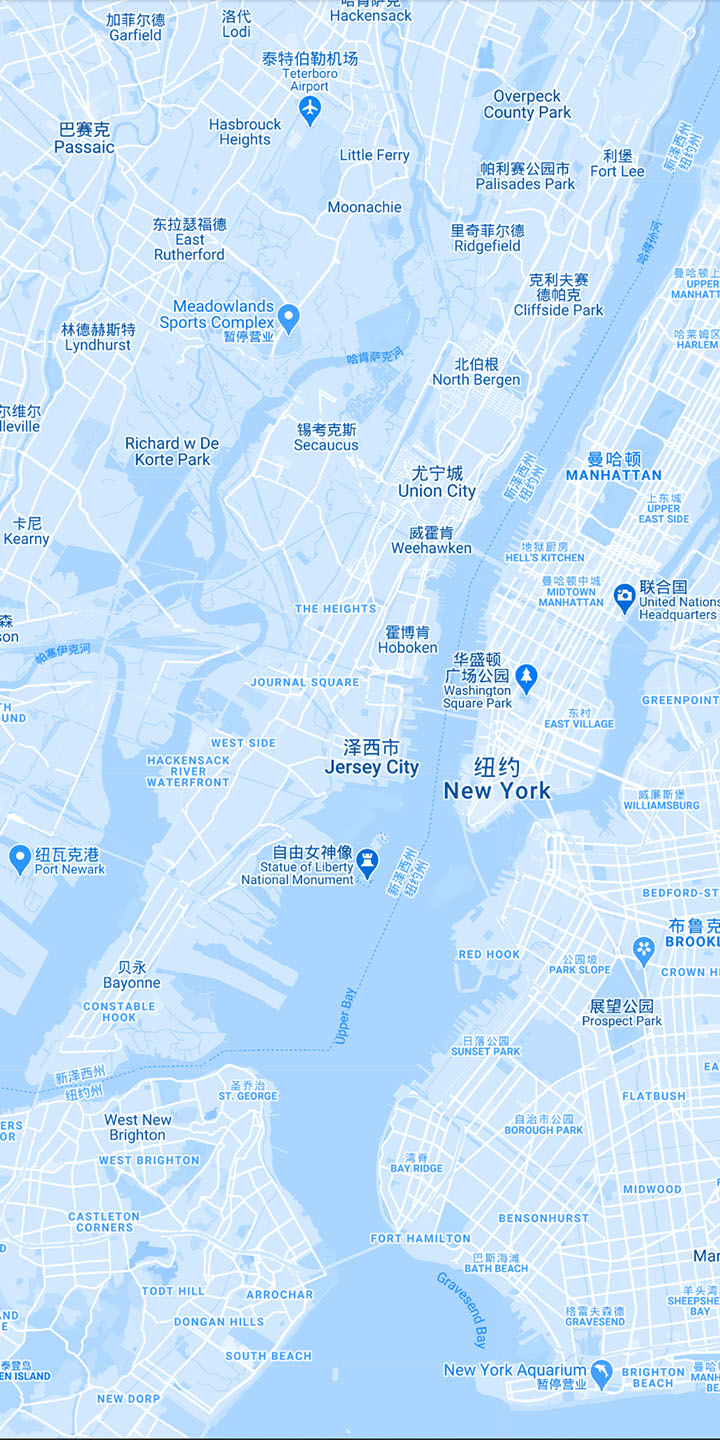 哈肯萨克
Hackensack
加菲尔德
Garfield
洛代
Lodi
泰特伯勒机场
Teterboro
Airport
Overpeck
County Park
巴赛克
Passaic
Hasbrouck
Heights
Little Ferry
新泽西州
纽约州
利堡
Fort Lee
帕利赛公园市
Palisades Park
Moonachie
东拉瑟福德
East
Rutherford
里奇菲尔德
Ridgefield
哈得孙河
克利夫赛
德帕克
Cliffside Park
曼哈顿上
UPPER
MANHATT
Meadowlands
Sports Complex
暂停营业
林德赫斯特
Lyndhurst
哈莱姆区
HARLEM
哈肯萨克河
北伯根
North Bergen
尔维尔
lleville
锡考克斯
Secaucus
Richard w De
Korte Park
曼哈顿
MANHATTAN
尤宁城
Union City
新泽西州
纽约州
上东城
UPPER
EAST SIDE
卡尼
Kearny
威霍肯
Weehawken
地狱厨房
HELL'S KITCHEN
曼哈顿中城
MIDTOWN
MANHATTAN
联合国
United Nations
Headquarters
THE HEIGHTS
森
son
霍博肯
Hoboken
帕塞伊克河
华盛顿
广场公园
Washington
Square Park
JOURNAL SQUARE
GREENPOINT
TH
UND
东村
EAST VILLAGE
WEST SIDE
泽西市
Jersey City
HACKENSACK
RIVER
WATERFRONT
纽约
New York
威廉斯堡
WILLIAMSBURG
纽瓦克港
Port Newark
自由女神像
Statue of Liberty
National Monument
新泽西州
纽约州
BEDFORD-ST
布鲁克
BROOKL
RED HOOK
公园坡
PARK SLOPE
CROWN HE
贝永
Bayonne
CONSTABLE
HOOK
展望公园
Prospect Park
Upper Bay
日落公园
SUNSET PARK
新泽西州
纽约州
圣乔治
ST. GEORGE
EA
FLATBUSH
ERS
OR
West New
Brighton
自治市公园
BOROUGH PARK
WEST BRIGHTON
湾脊
BAY RIDGE
MIDWOOD
CASTLETON
CORNERS
BENSONHURST
FORT HAMILTON
D
巴斯海滩
BATH BEACH
Mar
TODT HILL
ARROCHAR
Gravesend Bay
羊头湾
SHEEPSHE
BAY
格雷夫森德
GRAVESEND
AND
E
DONGAN HILLS
SOUTH BEACH
泰登岛
EN ISLAND
New York Aquarium
暂停营业
BRIGHTON
BEACH
曼哈
MANH
BEA
NEW DORP